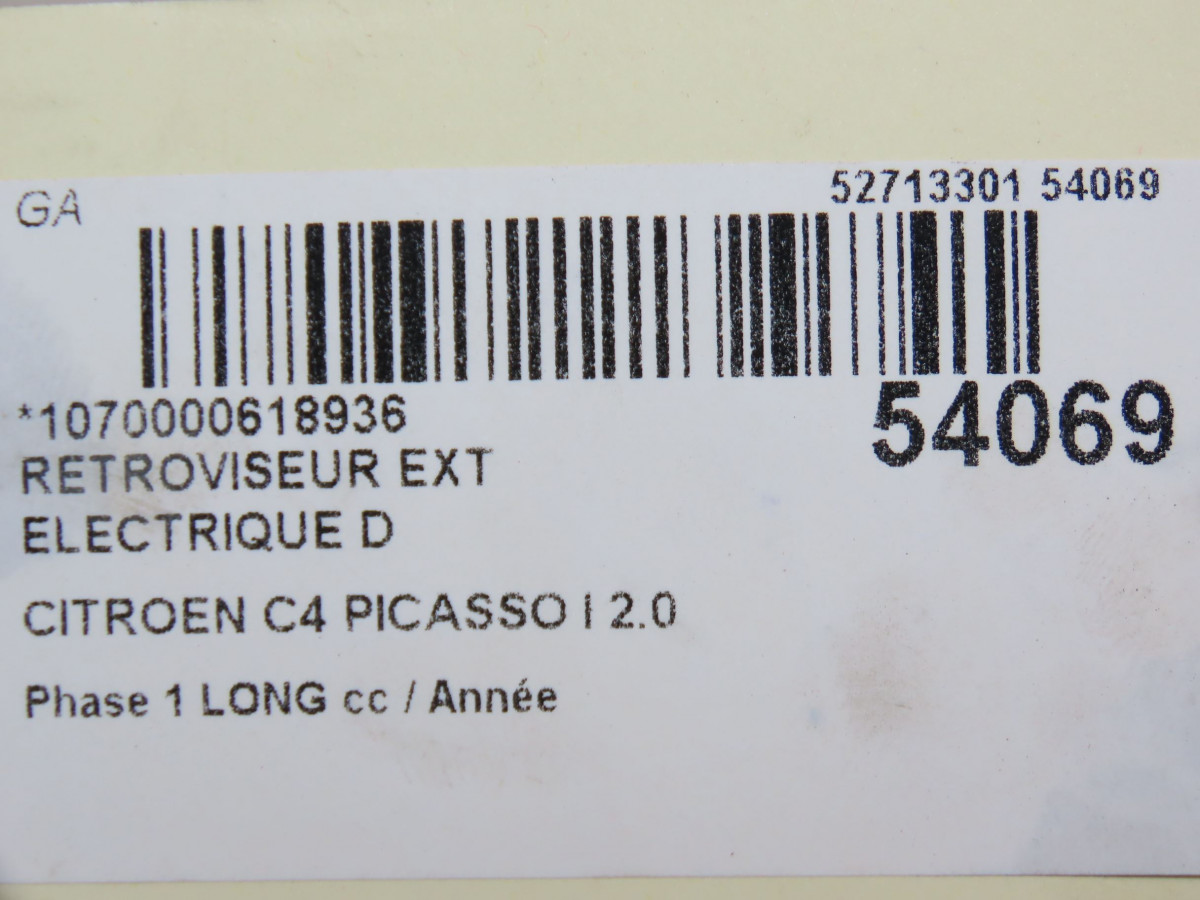 GA
52713301 54069
*1070000618936
54069
RETROVISEUR EXT
ELECTRIQUE D
CITROEN C4 PICASSO I 2.0
Phase 1 LONG cc / Année